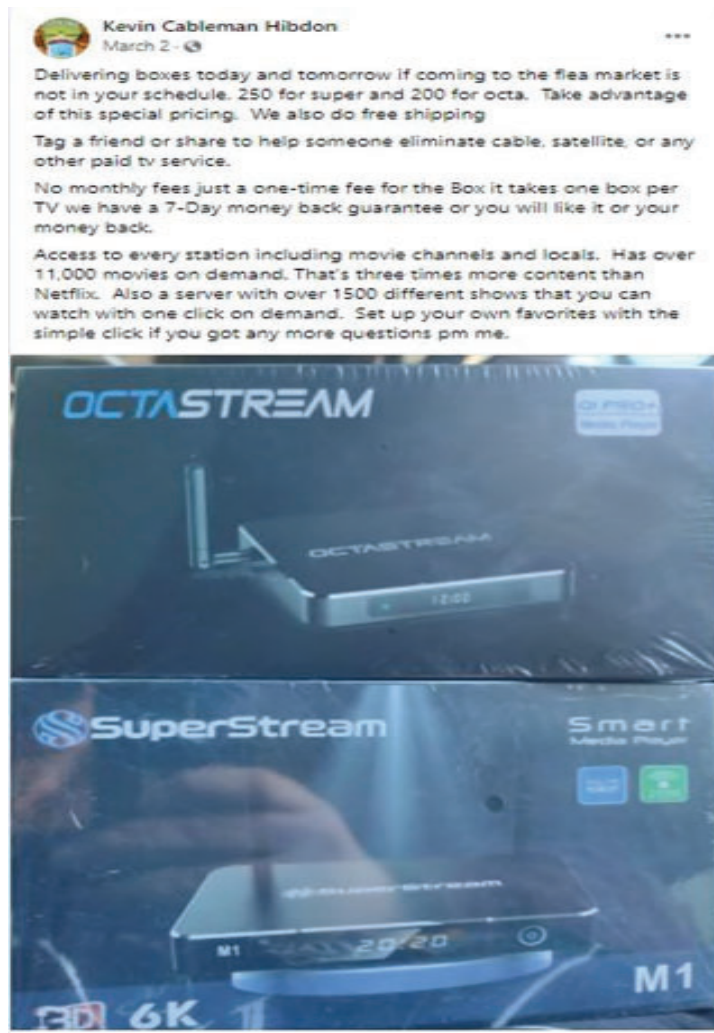 Kevin Cableman Hibdon
March 2
Delivering boxes today and tomorrow if coming to the flea market is
not in your schedule. 250 for super and 200 for octa. Take advantage
of this special pricing. We also do free shipping
Tag a friend or share to help someone eliminate cable, satellite, or any
other paid tv service.
No monthly fees just a one-time fee for the Box it takes one box per
TV we have a 7-Day money back guarantee or you will like it or your
money back.
Access to every station including movie channels and locals. Has over
11,000 movies on demand. That's three times more content than
Netflix. Also a server with over 1500 different shows that you can
watch with one click on demand. Set up your own favorites with the
simple click if you got any more questions pm me.
OCTASTREAM
Media Player
OCTASTREAM
12:00
SuperStream
Smart
Media Player
SuperStream
M1
20:20
M1
3D 6K